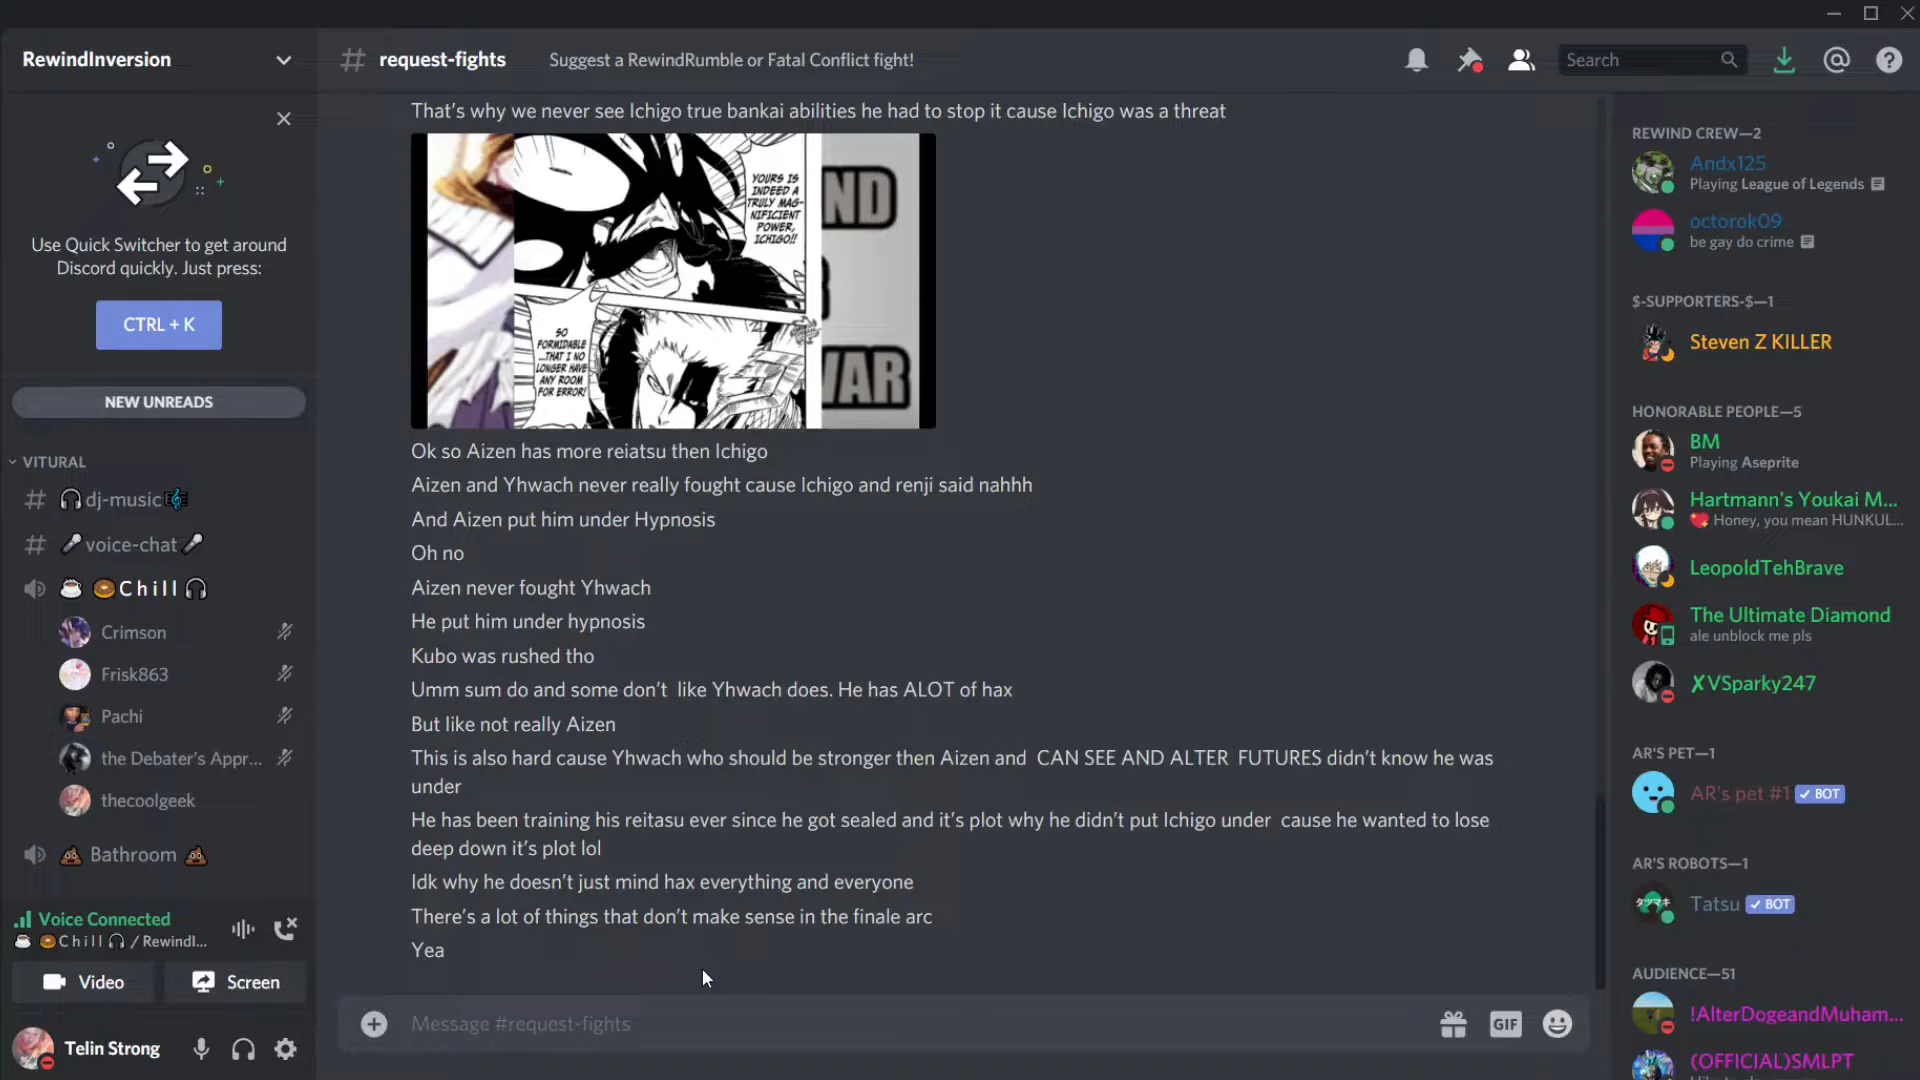 RewindInversion
request-fights
Suggest a RewindRumble or Fatal Conflict fight!
Search
Use Quick Switcher to get around
Discord quickly. Just press:
CTRL + K
NEW UNREADS
VITURAL
dj-music
voice-chat
Chill
Crimson
Frisk863
Pachi
the Debater's Appr...
thecoolgeek
Bathroom
Voice Connected
Chill / RewindI...
Video
Screen
Telin Strong
That's why we never see Ichigo true bankai abilities he had to stop it cause Ichigo was a threat
YOURS IS
INDEED A
TRULY MAG-
NIFICIENT
POWER,
ICHIGO!!
SO
FORMIDABLE
...THAT I NO
LONGER HAVE
ANY ROOM
FOR ERROR!
ND
R
WAR
Ok so Aizen has more reiatsu then Ichigo
Aizen and Yhwach never really fought cause Ichigo and renji said nahhh
And Aizen put him under Hypnosis
Oh no
Aizen never fought Yhwach
He put him under hypnosis
Kubo was rushed tho
Umm sum do and some don't like Yhwach does. He has ALOT of hax
But like not really Aizen
This is also hard cause Yhwach who should be stronger then Aizen and CAN SEE AND ALTER FUTURES didn't know he was
under
He has been training his reitasu ever since he got sealed and it's plot why he didn't put Ichigo under cause he wanted to lose
deep down it's plot lol
Idk why he doesn't just mind hax everything and everyone
There's a lot of things that don't make sense in the finale arc
Yea
Message #request-fights
GIF
REWIND CREW—2
Andx125
Playing League of Legends
octorok09
be gay do crime
$-SUPPORTERS-$—1
Steven Z KILLER
HONORABLE PEOPLE—5
BM
Playing Aseprite
Hartmann's Youkai M...
Honey, you mean HUNKUL...
LeopoldTehBrave
The Ultimate Diamond
ale unblock me pls
✗VSparky247
AR'S PET—1
AR's pet #1 BOT
AR'S ROBOTS—1
タツマキ
Tatsu BOT
AUDIENCE—51
!AlterDogeandMuham...
(OFFICIAL)SMLPT